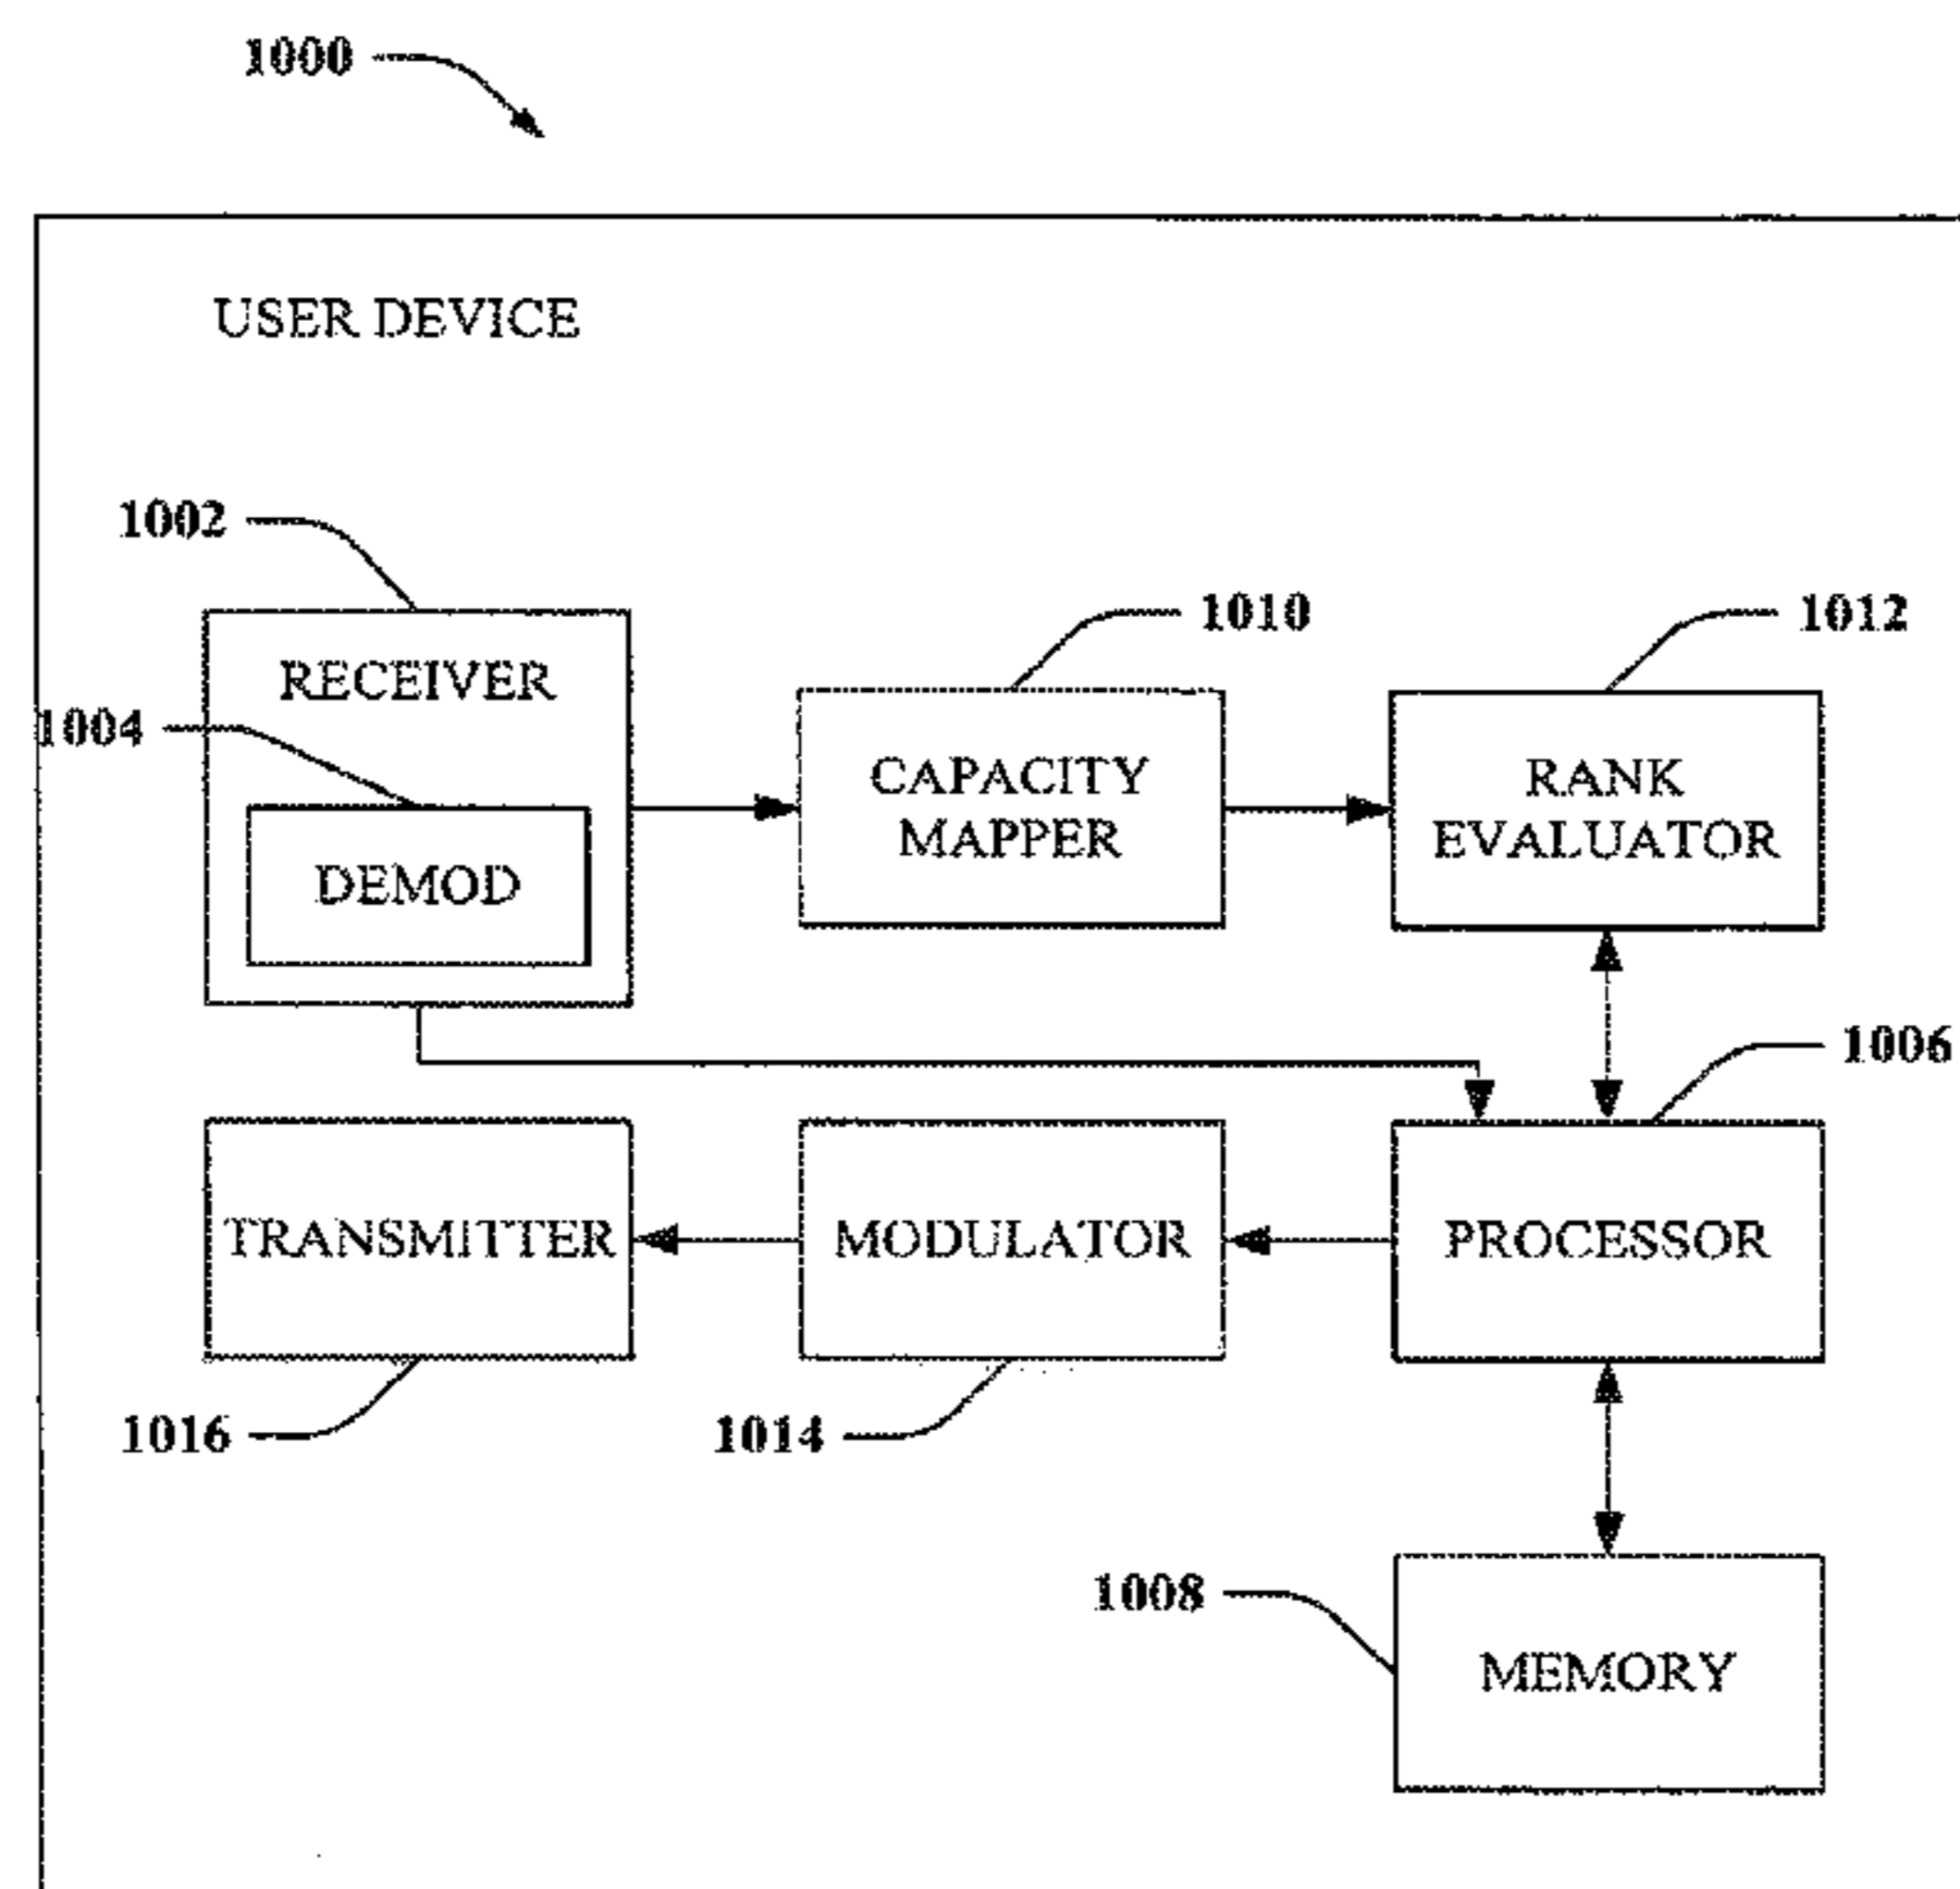 1000
USER DEVICE
1002
1010
1012
RECEIVER
1004
CAPACITY
MAPPER
RANK
EVALUATOR
DEMOD
1006
TRANSMITTER
MODULATOR
PROCESSOR
1016
1014
1008
MEMORY